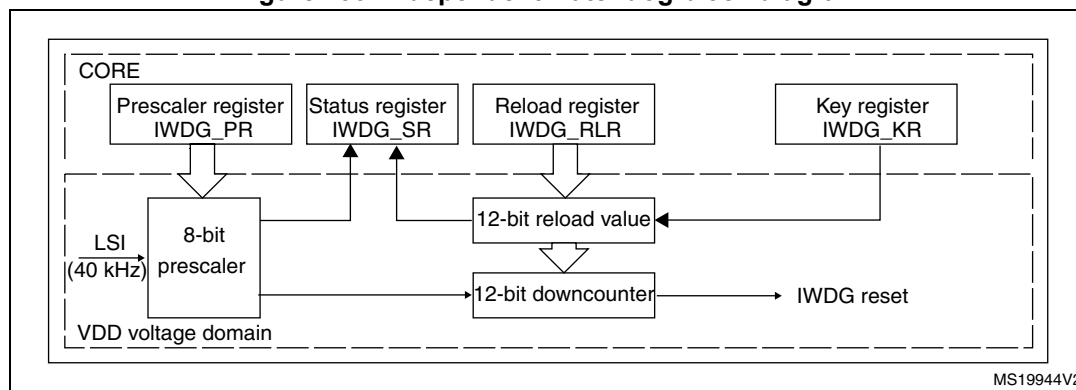 CORE
Prescaler register
IWDG_PR
Status register
IWDG_SR
Reload register
IWDG_RLR
Key register
IWDG_KR
LSI
(40 kHz)
8-bit
prescaler
12-bit reload value
12-bit downcounter
IWDG reset
VDD voltage domain
MS19944V2